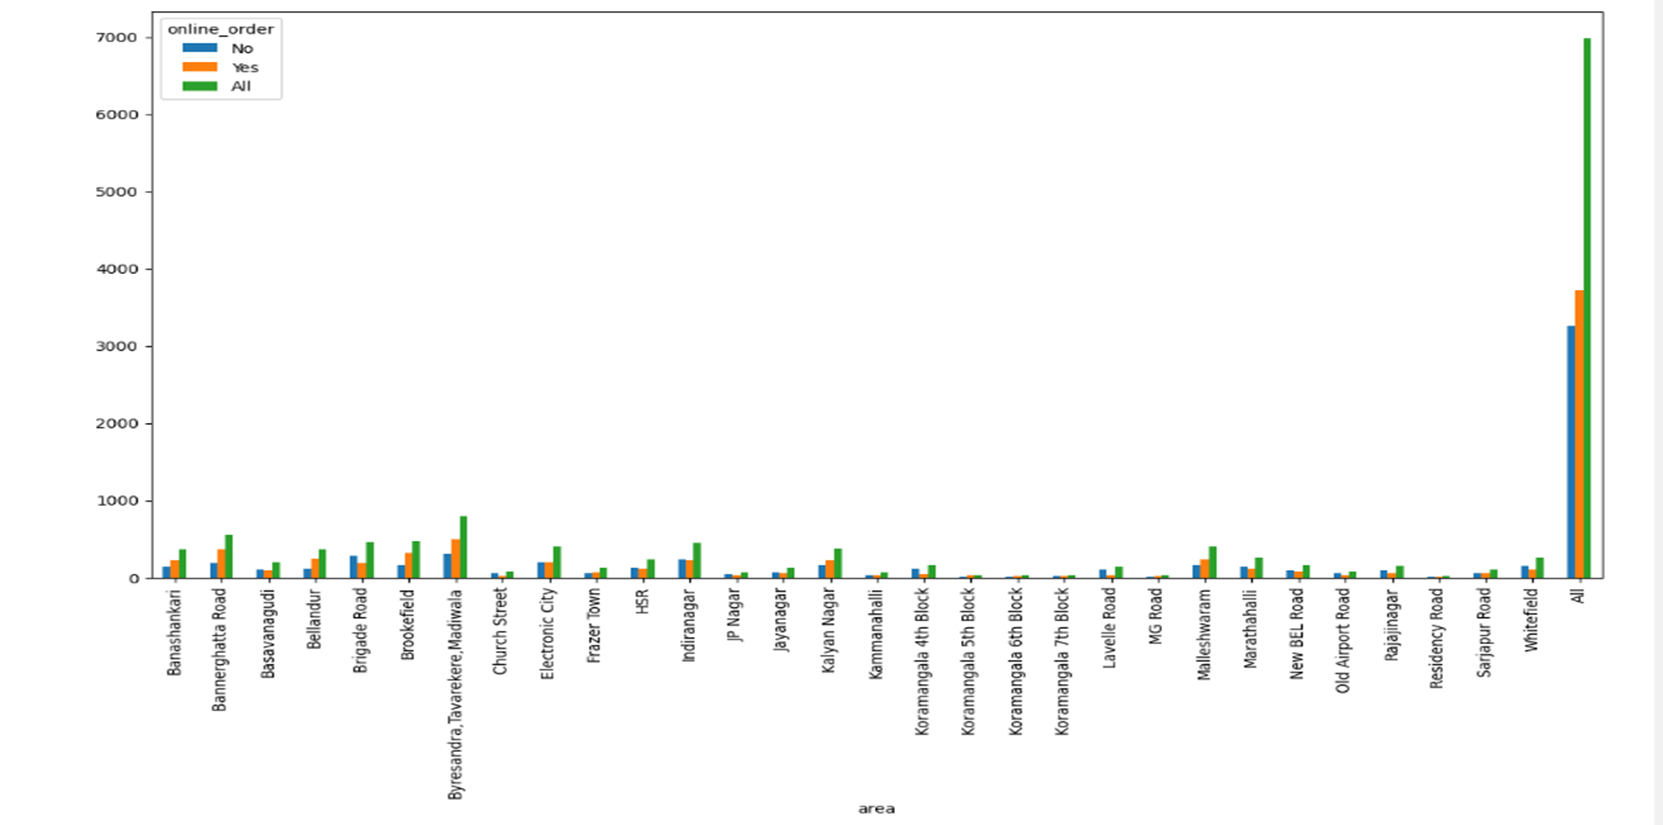 online_order
No
Yes
All
7000
6000
5000
4000
3000
2000
1000
0
Banashankari
Bannerghatta Road
Basavanagudi
Bellandur
Brigade Road
Brookefield
Byresandra,Tavarekere,Madiwala
Church Street
Electronic City
Frazer Town
HSR
Indiranagar
JP Nagar
Jayanagar
Kalyan Nagar
Kammanahalli
Koramangala 4th Block
Koramangala 5th Block
Koramangala 6th Block
Koramangala 7th Block
Lavelle Road
MG Road
Malleshwaram
Marathahalli
New BEL Road
Old Airport Road
Rajajinagar
Residency Road
Sarjapur Road
Whitefield
All
area